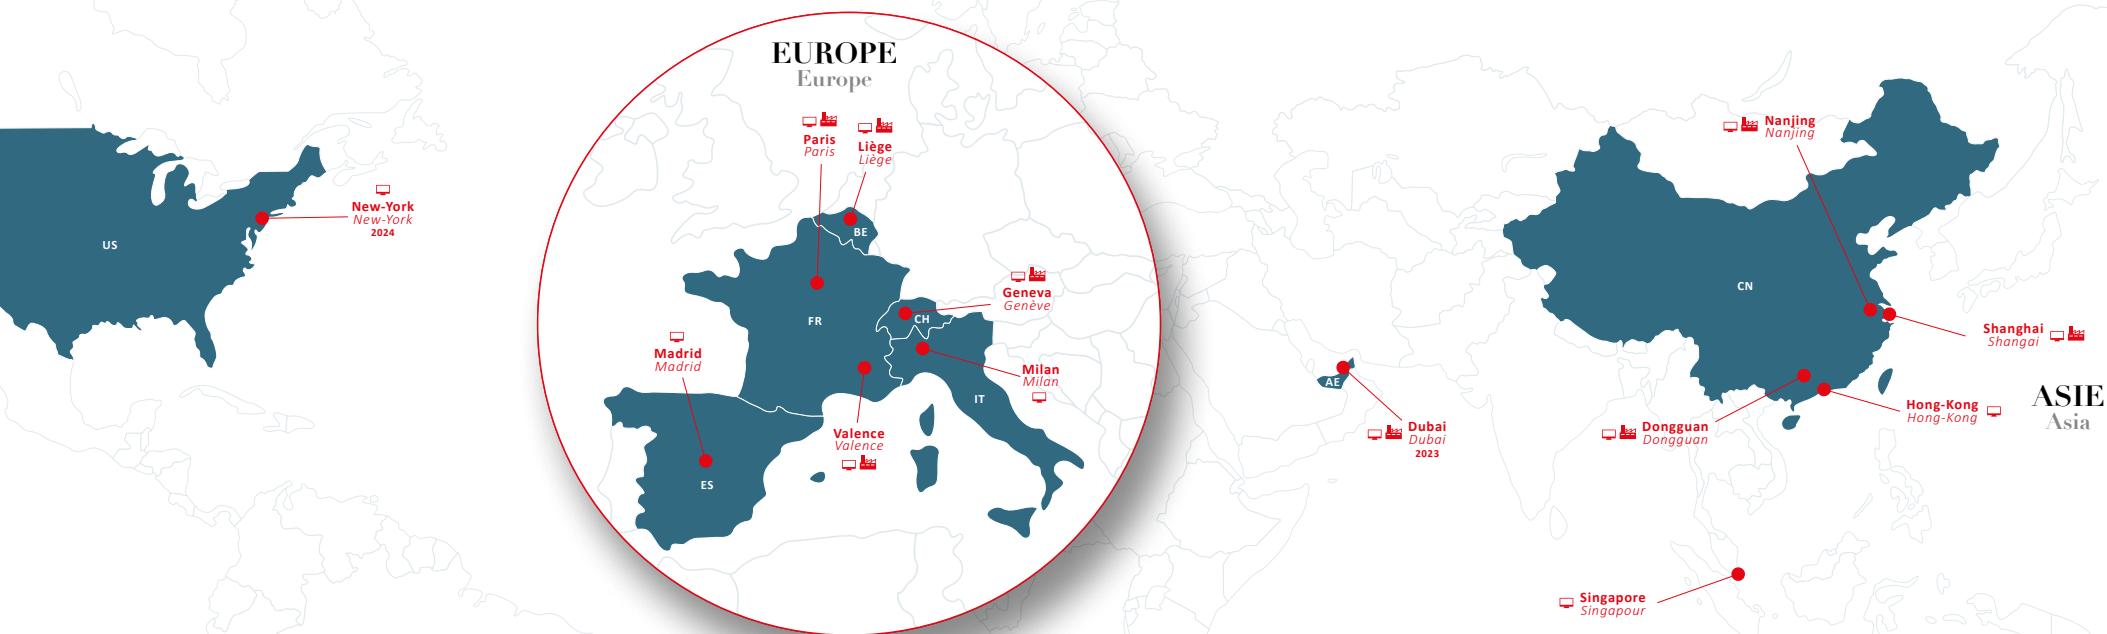 EUROPE
Europe
Paris
Paris
Liège
Liège
BE
New-York
New-York
2024
US
Geneva
Genève
CH
FR
Madrid
Madrid
Milan
Milan
IT
Valence
Valence
ES
Nanjing
Nanjing
CN
Shanghai
Shangai
AE
Dubai
Dubai
2023
Dongguan
Dongguan
Hong-Kong
Hong-Kong
ASIE
Asia
Singapore
Singapour